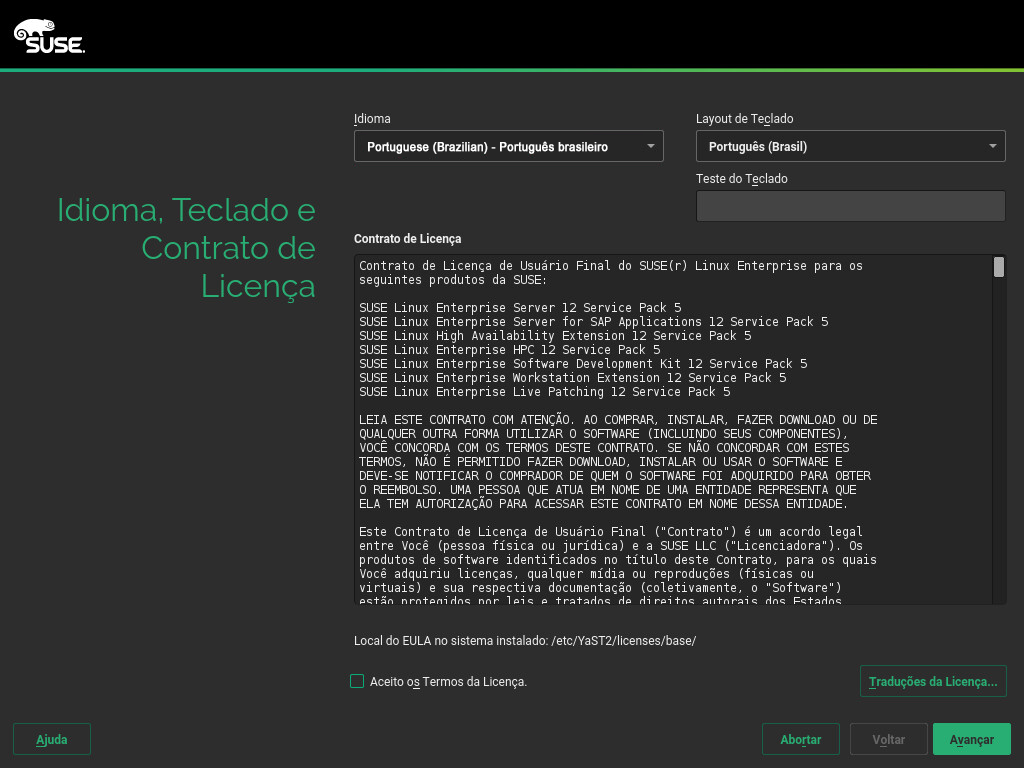 SUSE.
Idioma, Teclado e
Contrato de
Licença
Idioma
Portuguese (Brazilian) - Português brasileiro
Layout de Teclado
Português (Brasil)
Teste do Teclado
Contrato de Licença
Contrato de Licença de Usuário Final do SUSE(r) Linux Enterprise para os
seguintes produtos da SUSE:
SUSE Linux Enterprise Server 12 Service Pack 5
SUSE Linux Enterprise Server for SAP Applications 12 Service Pack 5
SUSE Linux High Availability Extension 12 Service Pack 5
SUSE Linux Enterprise HPC 12 Service Pack 5
SUSE Linux Enterprise Software Development Kit 12 Service Pack 5
SUSE Linux Enterprise Workstation Extension 12 Service Pack 5
SUSE Linux Enterprise Live Patching 12 Service Pack 5
LEIA ESTE CONTRATO COM ATENÇÃO. AO COMPRAR, INSTALAR, FAZER DOWNLOAD OU DE
QUALQUER OUTRA FORMA UTILIZAR O SOFTWARE (INCLUINDO SEUS COMPONENTES),
VOCÊ CONCORDA COM OS TERMOS DESTE CONTRATO. SE NÃO CONCORDAR COM ESTES
TERMOS, NÃO É PERMITIDO FAZER DOWNLOAD, INSTALAR OU USAR O SOFTWARE E
DEVE-SE NOTIFICAR O COMPRADOR DE QUEM O SOFTWARE FOI ADQUIRIDO PARA OBTER
O REEMBOLSO. UMA PESSOA QUE ATUA EM NOME DE UMA ENTIDADE REPRESENTA QUE
ELA TEM AUTORIZAÇÃO PARA ACESSAR ESTE CONTRATO EM NOME DESSA ENTIDADE.
Este Contrato de Licença de Usuário Final ("Contrato") é um acordo legal
entre Você (pessoa física ou jurídica) e a SUSE LLC ("Licenciadora"). Os
produtos de software identificados no título deste Contrato, para os quais
Você adquiriu licenças, qualquer mídia ou reproduções (físicas ou
virtuais) e sua respectiva documentação (coletivamente, o "Software")
estão protegidos por leis e tratados de direitos autorais dos Estados
Local do EULA no sistema instalado: /etc/YaST2/licenses/base/
Aceito os Termos da Licença.
Traduções da Licença...
Ajuda
Abortar
Voltar
Avançar